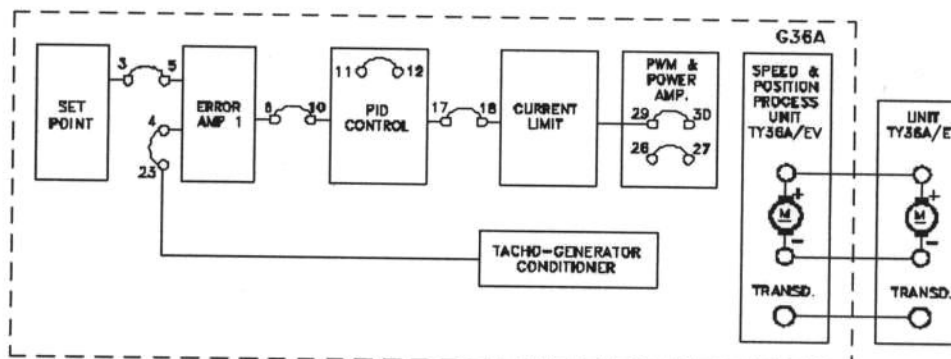 G36A
3
5
SET
POINT
4
23
ERROR
AMP 1
8
10
11
12
PID
CONTROL
17
18
CURRENT
LIMIT
PWM &
POWER
AMP.
29
30
26
27
SPEED &
POSITION
PROCESS
UNIT
TY36A/EV
+
M
-
TRANSD.
UNIT
TY36A/E
+
M
-
TRANSD.
TACHO-GENERATOR
CONDITIONER